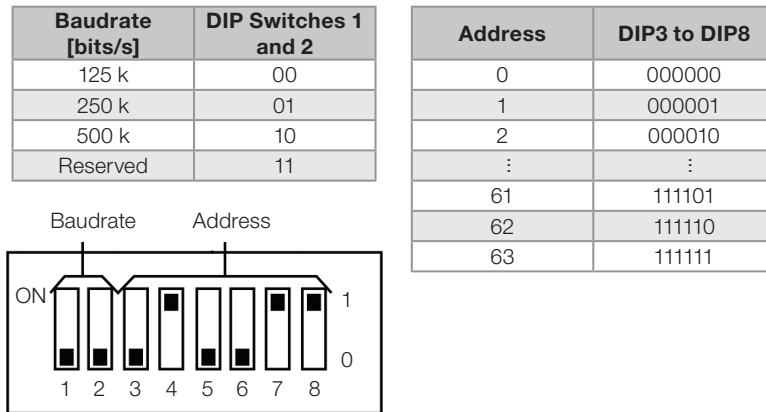 Baudrate [bits/s] DIP Switches 1 and 2
125 k 00
250 k 01
500 k 10
Reserved 11
Address DIP3 to DIP8
0 000000
1 000001
2 000010
⋮ ⋮
61 111101
62 111110
63 111111
Baudrate Address
ON 1
0
1 2 3 4 5 6 7 8